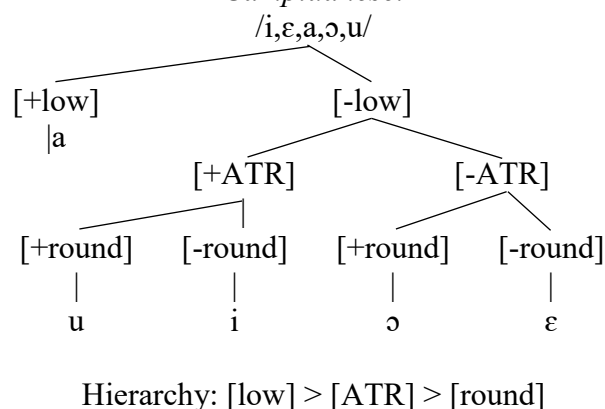 /i,ɛ,a,ɔ,u/
[+low] [-low]
|a
[+ATR] [-ATR]
[+round] [-round] [+round] [-round]
u i ɔ ɛ
Hierarchy: [low] > [ATR] > [round]